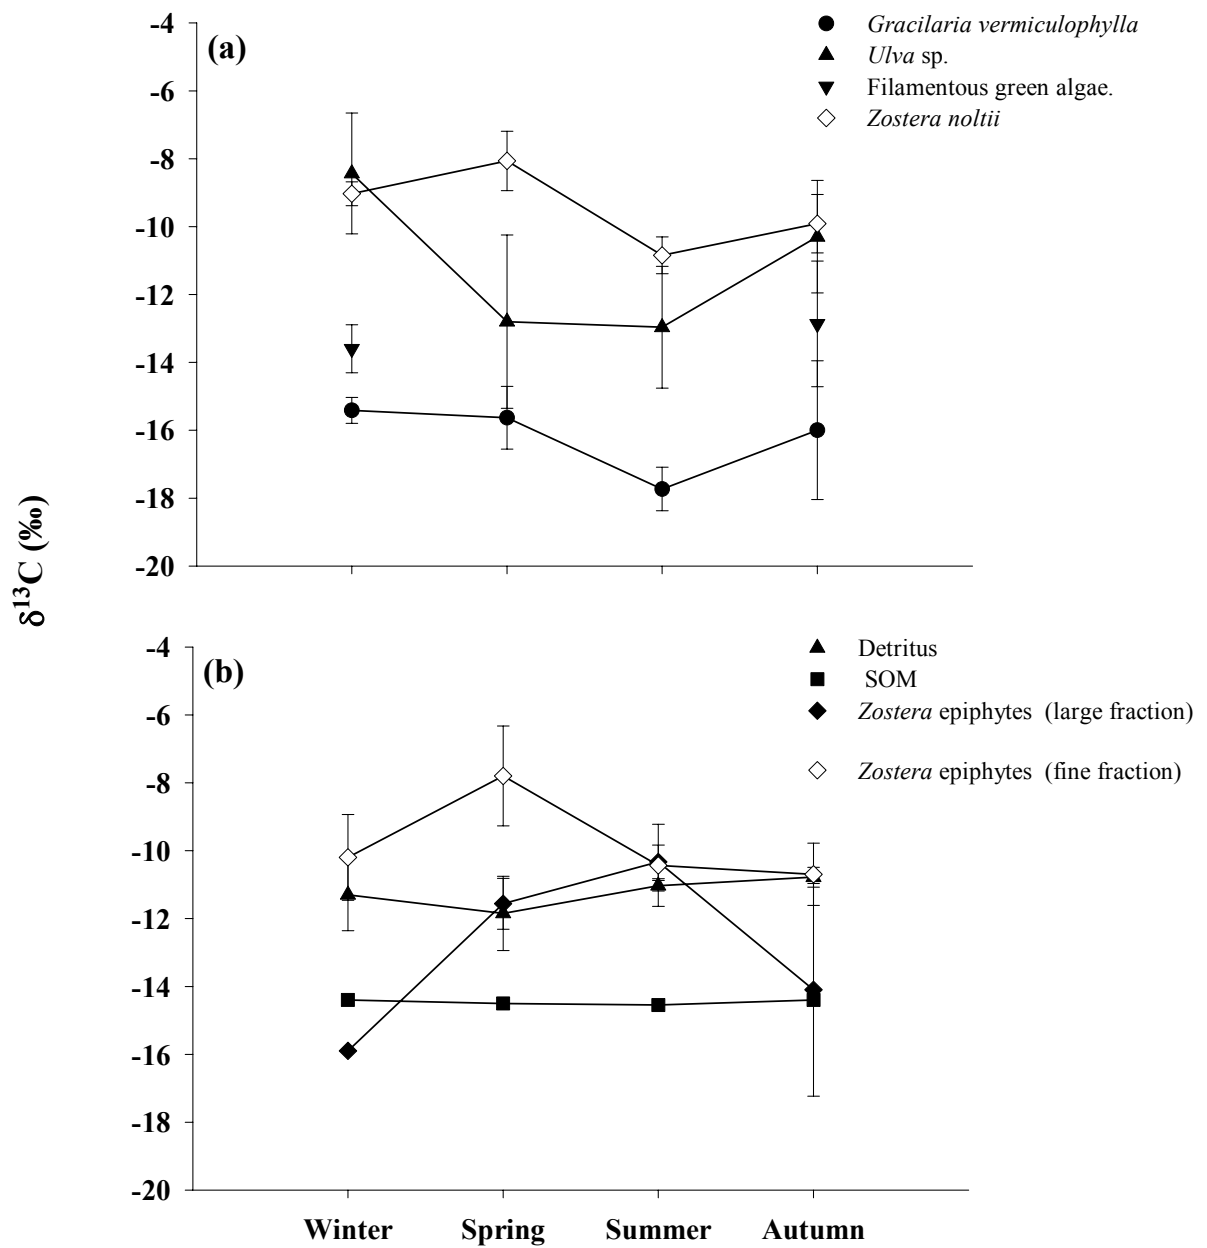 -4
(a)
Gracilaria vermiculophylla
Ulva sp.
Filamentous green algae.
Zostera noltii
-6
-8
-10
-12
-14
-16
-18
-20
δ13C (‰)
-4
(b)
Detritus
SOM
Zostera epiphytes (large fraction)
Zostera epiphytes (fine fraction)
-6
-8
-10
-12
-14
-16
-18
-20
Winter Spring Summer Autumn